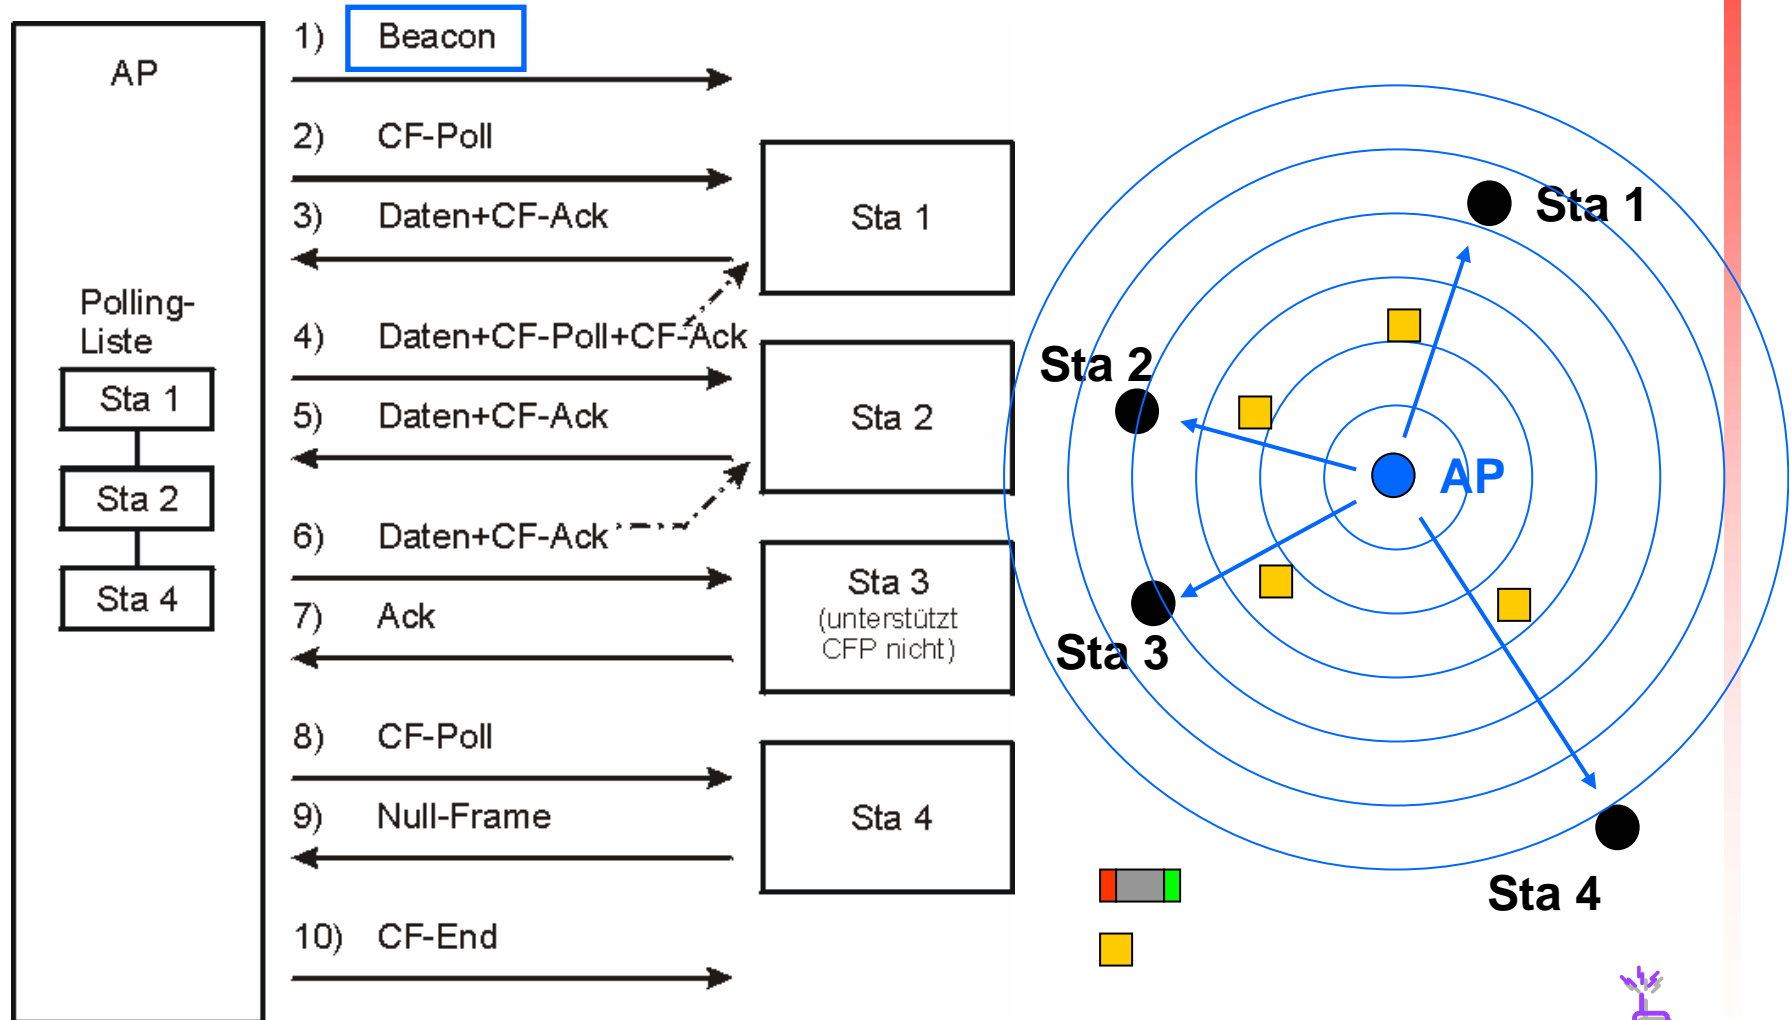 AP
Polling-
Liste
Sta 1
Sta 2
Sta 4
1) Beacon
2) CF-Poll
3) Daten+CF-Ack
4) Daten+CF-Poll+CF-Ack
5) Daten+CF-Ack
6) Daten+CF-Ack
7) Ack
8) CF-Poll
9) Null-Frame
10) CF-End
Sta 1
Sta 2
Sta 3
(unterstützt
CFP nicht)
Sta 4
Sta 1
Sta 2
AP
Sta 3
Sta 4